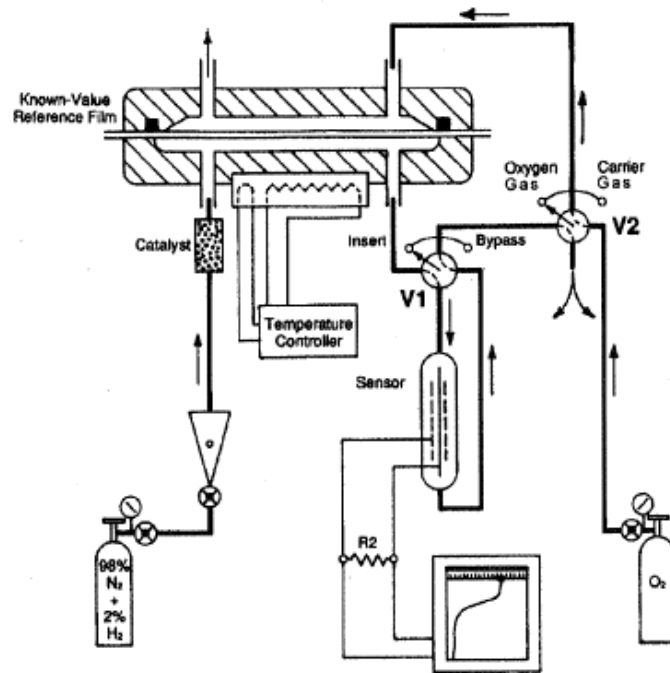 Known-Value
Reference Film
Oxygen
Gas
Carrier
Gas
Catalyst
Insert
Bypass
V2
V1
Temperature
Controller
Sensor
R2
98%
N₂
+
2%
H₂
O₂